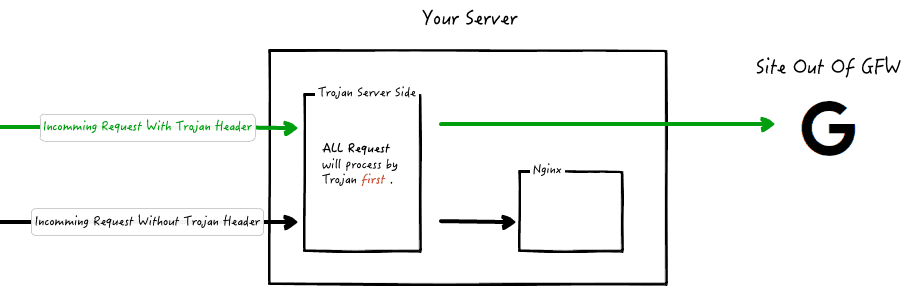 Your Server
Site Out Of GFW
Trojan Server Side
Incomming Request With Trojan Header
G
ALL Request
will process by
Trojan first .
Nginx
Incomming Request Without Trojan Header